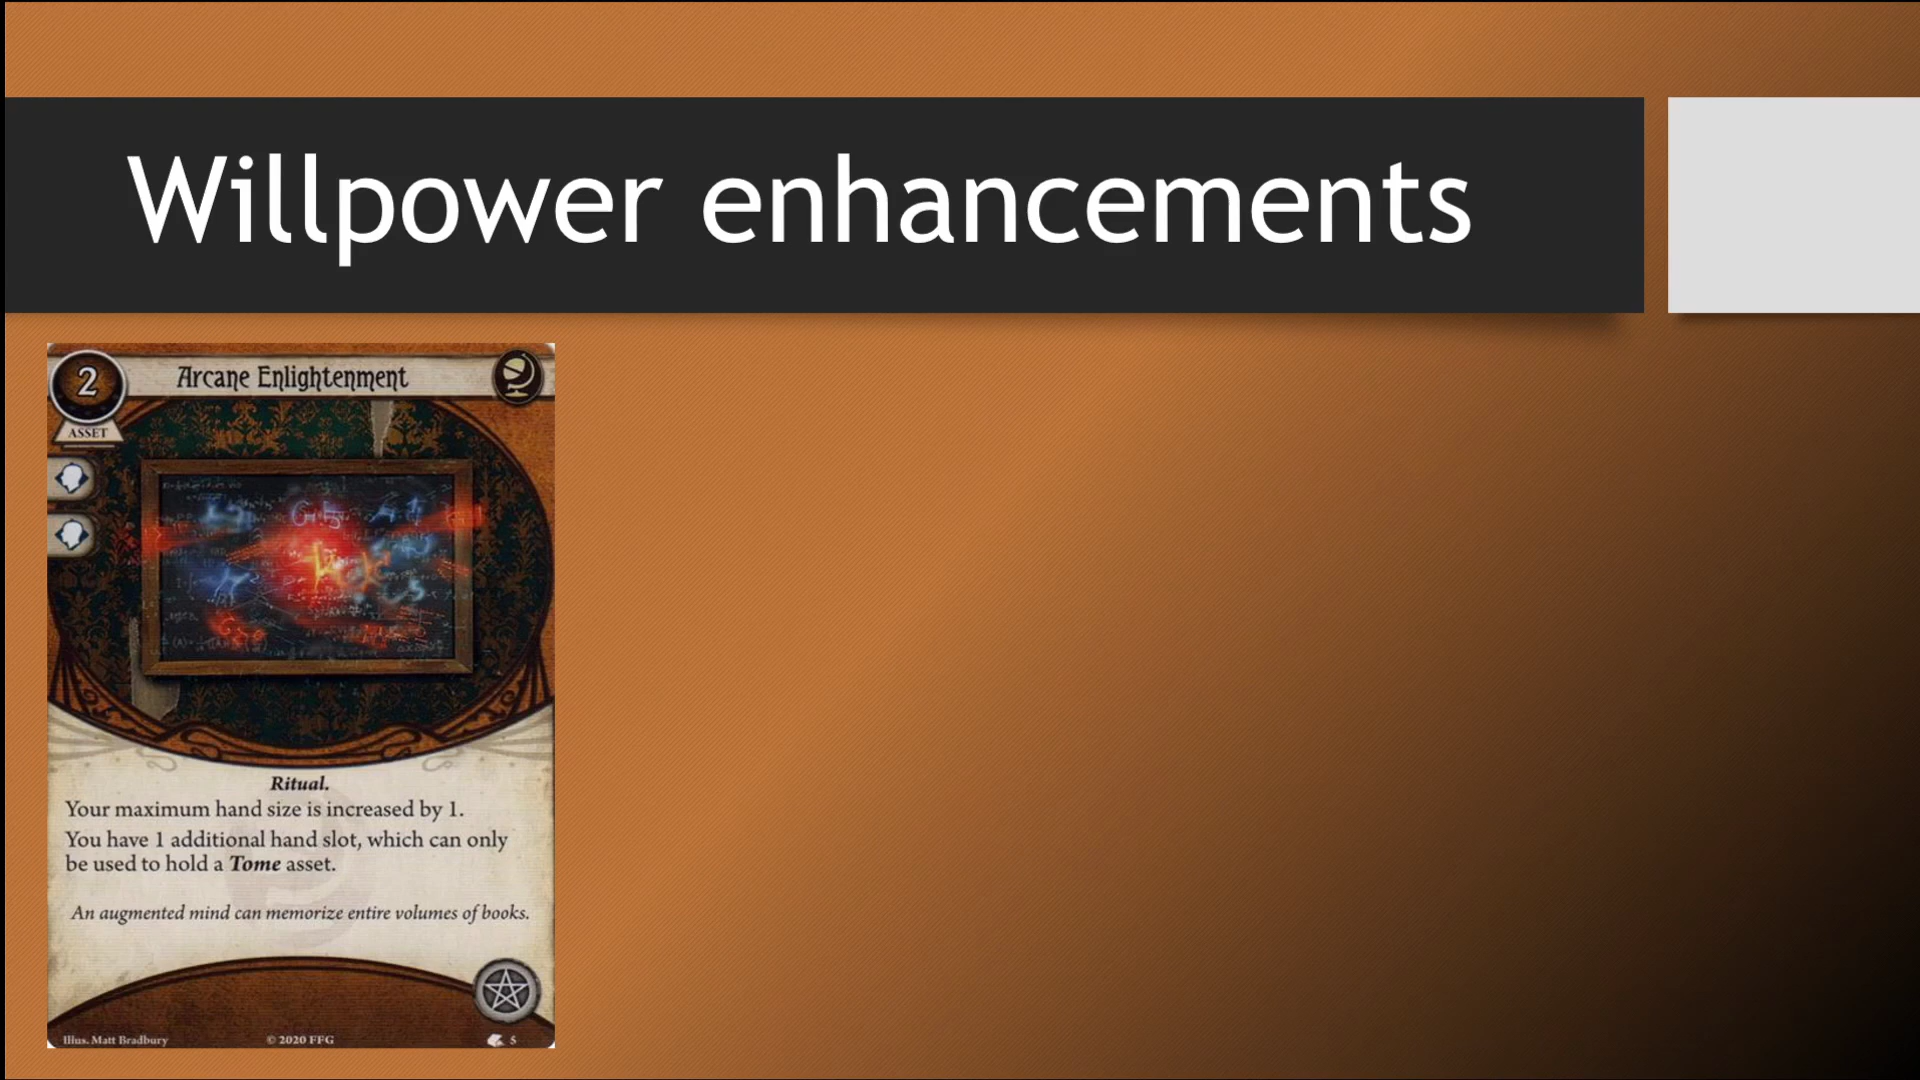 Willpower enhancements
2
Arcane Enlightenment
ASSET
Ritual.
Your maximum hand size is increased by 1.
You have 1 additional hand slot, which can only
be used to hold a Tome asset.
An augmented mind can memorize entire volumes of books.
Illus. Matt Bradbury
© 2020 FFG
5